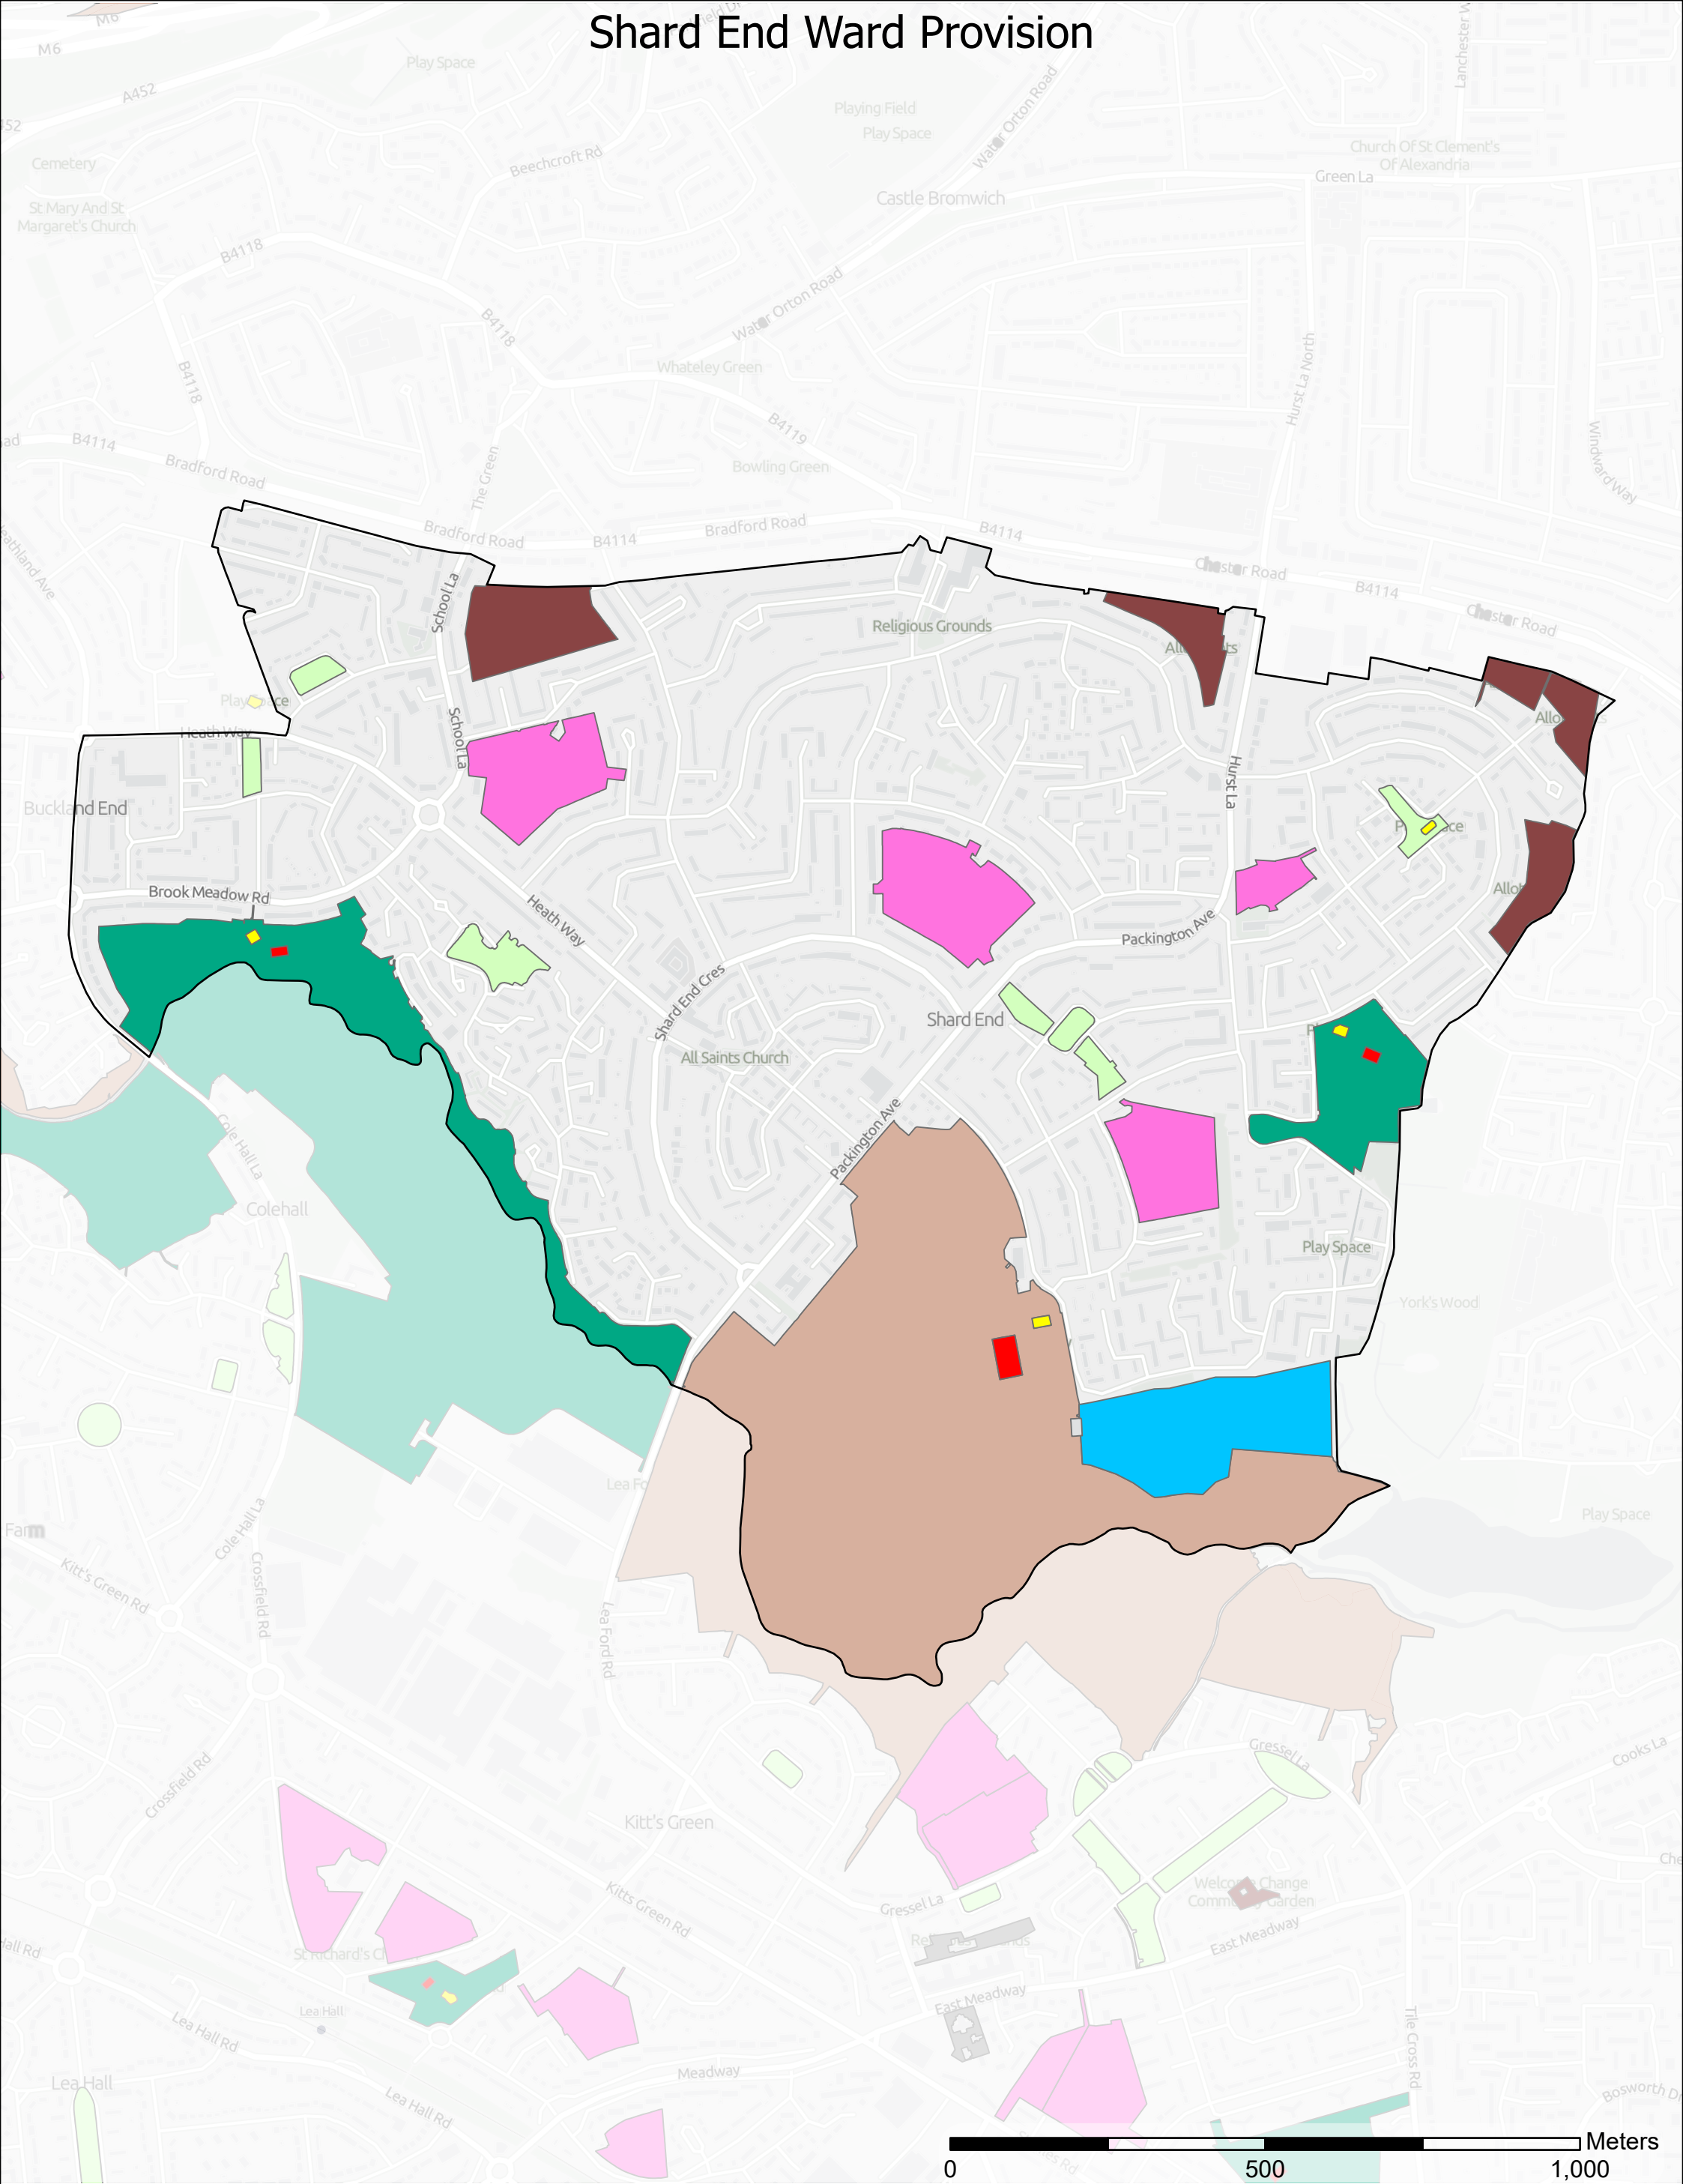 Shard End Ward Provision
M6
M6
A452
Play Space
Playing Field
Play Space
Water Orton Road
Cemetery
Beechcroft Rd
Church Of St Clement's
Of Alexandria
Green La
St Mary And St
Margaret's Church
Castle Bromwich
B4118
B4118
Water Orton Road
B4118
Whateley Green
Hurst La North
B4119
B4114
Bradford Road
The Green
Bowling Green
Windward Way
Bradford Road
B4114
Bradford Road
B4114
Chester Road
B4114
Chester Road
School La
Religious Grounds
Heath Way
School La
Hurst La
Buckland End
Brook Meadow Rd
Heath Way
Packington Ave
Shard End Cres
Shard End
All Saints Church
Packington Ave
Cole Hall La
Colehall
Play Space
York's Wood
Play Space
Cole Hall La
Farm
Kitt's Green Rd
Crossfield Rd
Lea Ford Rd
Gressel La
Cooks La
Crossfield Rd
Kitt's Green
Kitts Green Rd
Gressel La
Welcome Change
Community Garden
East Meadway
East Meadway
Lea Hall
Lea Hall Rd
Tile Cross Rd
Meadway
Lea Hall
Lea Hall Rd
Meters
0
500
1,000